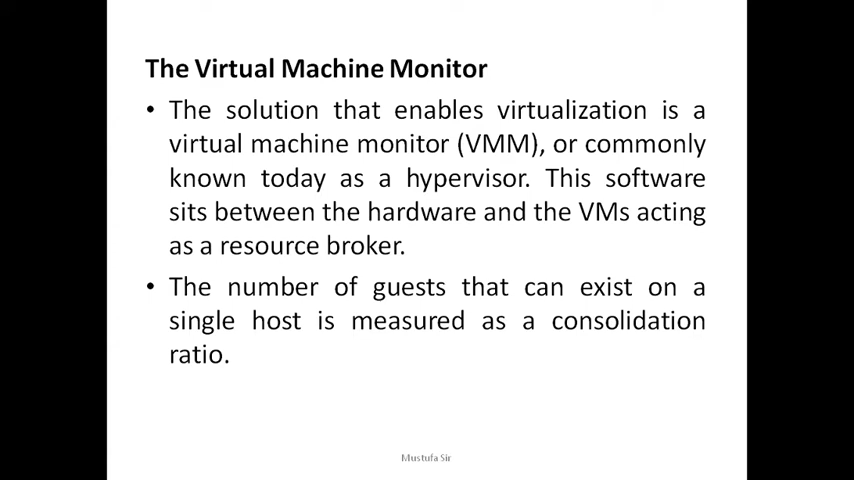 The Virtual Machine Monitor
• The solution that enables virtualization is a
virtual machine monitor (VMM), or commonly
known today as a hypervisor. This software
sits between the hardware and the VMs acting
as a resource broker.
• The number of guests that can exist on a
single host is measured as a consolidation
ratio.
Mustufa Sir